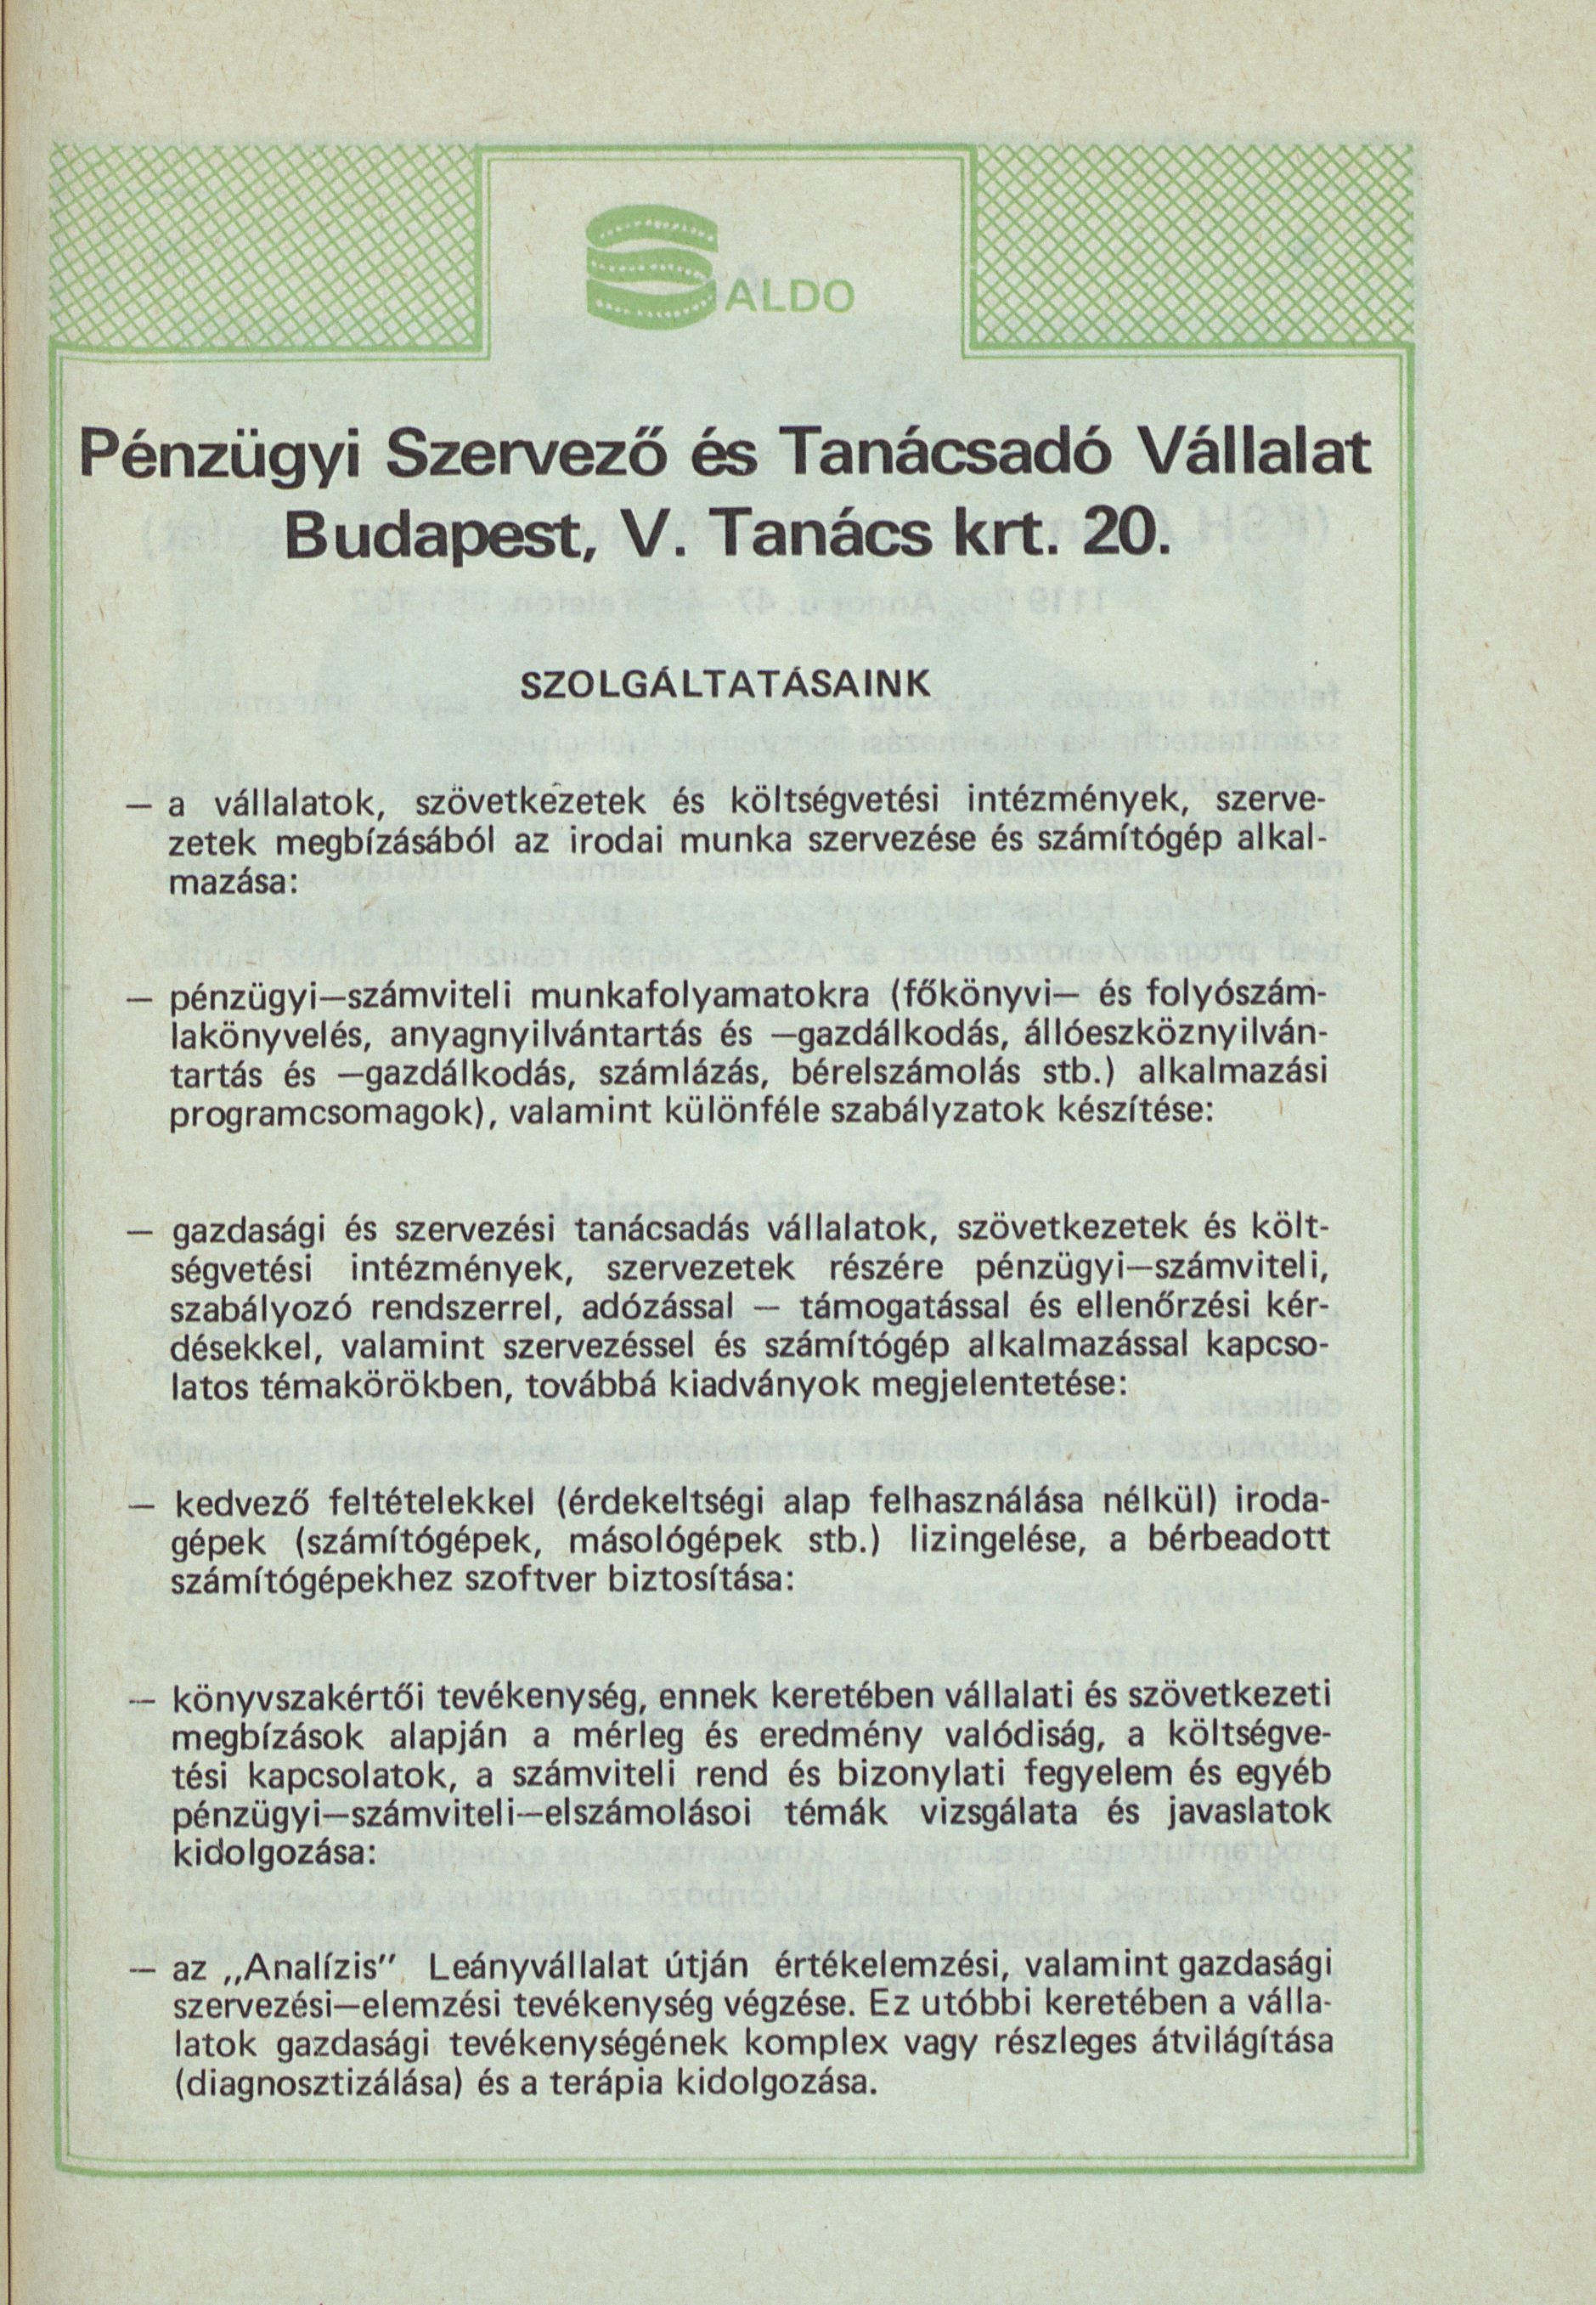 SALDO
Pénzügyi Szervező és Tanácsadó Vállalat
Budapest, V. Tanács krt. 20.
SZOLGÁLTATÁSAINK
— a vállalatok, szövetkezetek és költségvetési intézmények, szerve-
zetek megbízásából az irodai munka szervezése és számítógép alkal-
mazása:
— pénzügyi—számviteli munkafolyamatokra (főkönyvi— és folyószám-
lakönyvelés, anyagnyilvántartás és —gazdálkodás, állóeszköznyilván-
tartás és —gazdálkodás, számlázás, bérelszámolás stb.) alkalmazási
programcsomagok), valamint különféle szabályzatok készítése:
— gazdasági és szervezési tanácsadás vállalatok, szövetkezetek és költ-
ségvetési intézmények, szervezetek részére pénzügyi—számviteli,
szabályozó rendszerrel, adózással — támogatással és ellenőrzési kér-
désekkel, valamint szervezéssel és számítógép alkalmazással kapcso-
latos témakörökben, továbbá kiadványok megjelentetése:
— kedvező feltételekkel (érdekeltségi alap felhasználása nélkül) iroda-
gépek (számítógépek, másológépek stb.) lizingelése, a bérbeadott
számítógépekhez szoftver biztosítása:
— könyvszakértői tevékenység, ennek keretében vállalati és szövetkezeti
megbízások alapján a mérleg és eredmény valódiság, a költségve-
tési kapcsolatok, a számviteli rend és bizonylati fegyelem és egyéb
pénzügyi—számviteli—elszámolásoi témák vizsgálata és javaslatok
kidolgozása:
— az „Analízis” Leányvállalat útján értékelemzési, valamint gazdasági
szervezési—elemzési tevékenység végzése. Ez utóbbi keretében a válla-
latok gazdasági tevékenységének komplex vagy részleges átvilágítása
(diagnosztizálása) és a terápia kidolgozása.